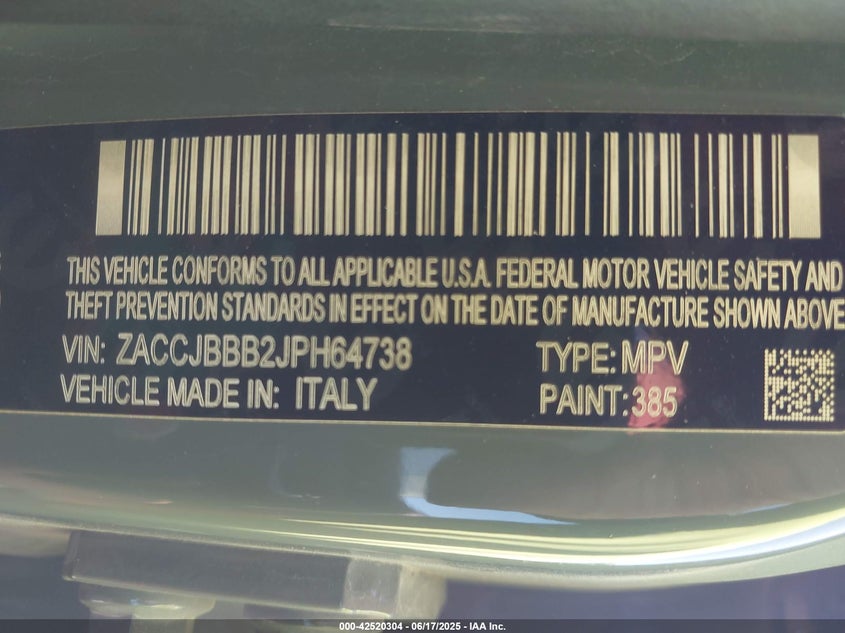 THIS VEHICLE CONFORMS TO ALL APPLICABLE U.S.A. FEDERAL MOTOR VEHICLE SAFETY AND
THEFT PREVENTION STANDARDS IN EFFECT ON THE DATE OF MANUFACTURE SHOWN ABOVE
VIN: ZACCJBBB2JPH64738 TYPE: MPV
VEHICLE MADE IN: ITALY PAINT: 385
000-42520304 - 06/17/2025 - IAA Inc.